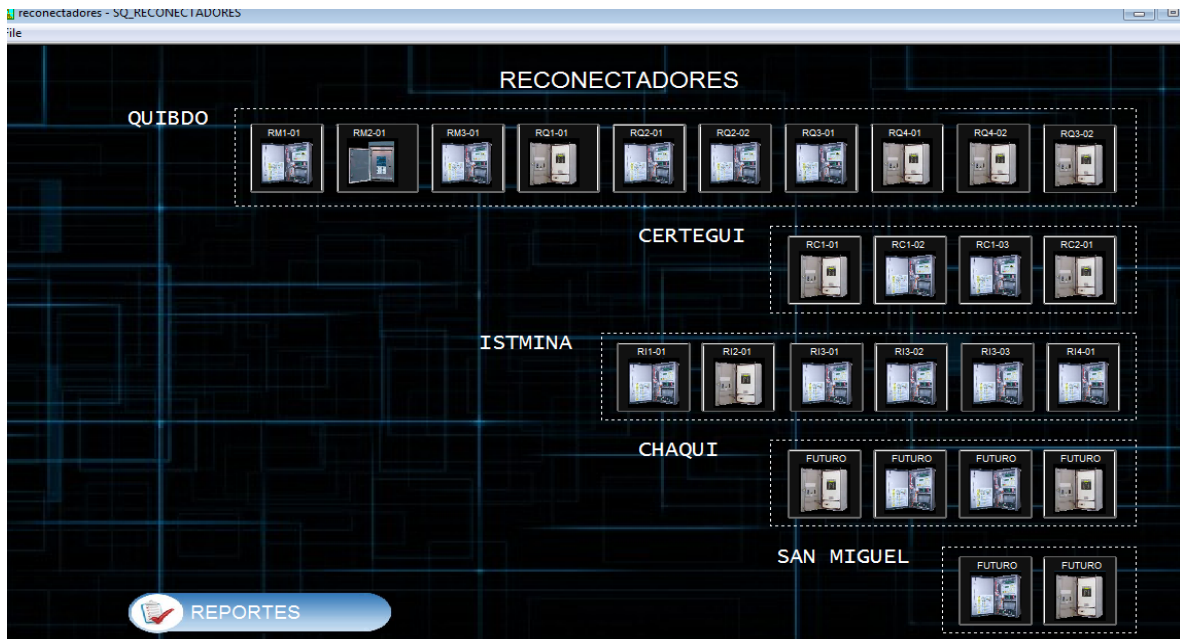 reconectadores - SQ_RECONECTADORES
File
RECONECTADORES
QUIBDO
RM1-01 RM2-01 RM3-01 RQ1-01 RQ2-01 RQ2-02 RQ3-01 RQ4-01 RQ4-02 RQ3-02
CERTEGUI
RC1-01 RC1-02 RC1-03 RC2-01
ISTMINA
RI1-01 RI2-01 RI3-01 RI3-02 RI3-03 RI4-01
CHAQUI
FUTURO FUTURO FUTURO FUTURO
SAN MIGUEL
FUTURO FUTURO
REPORTES